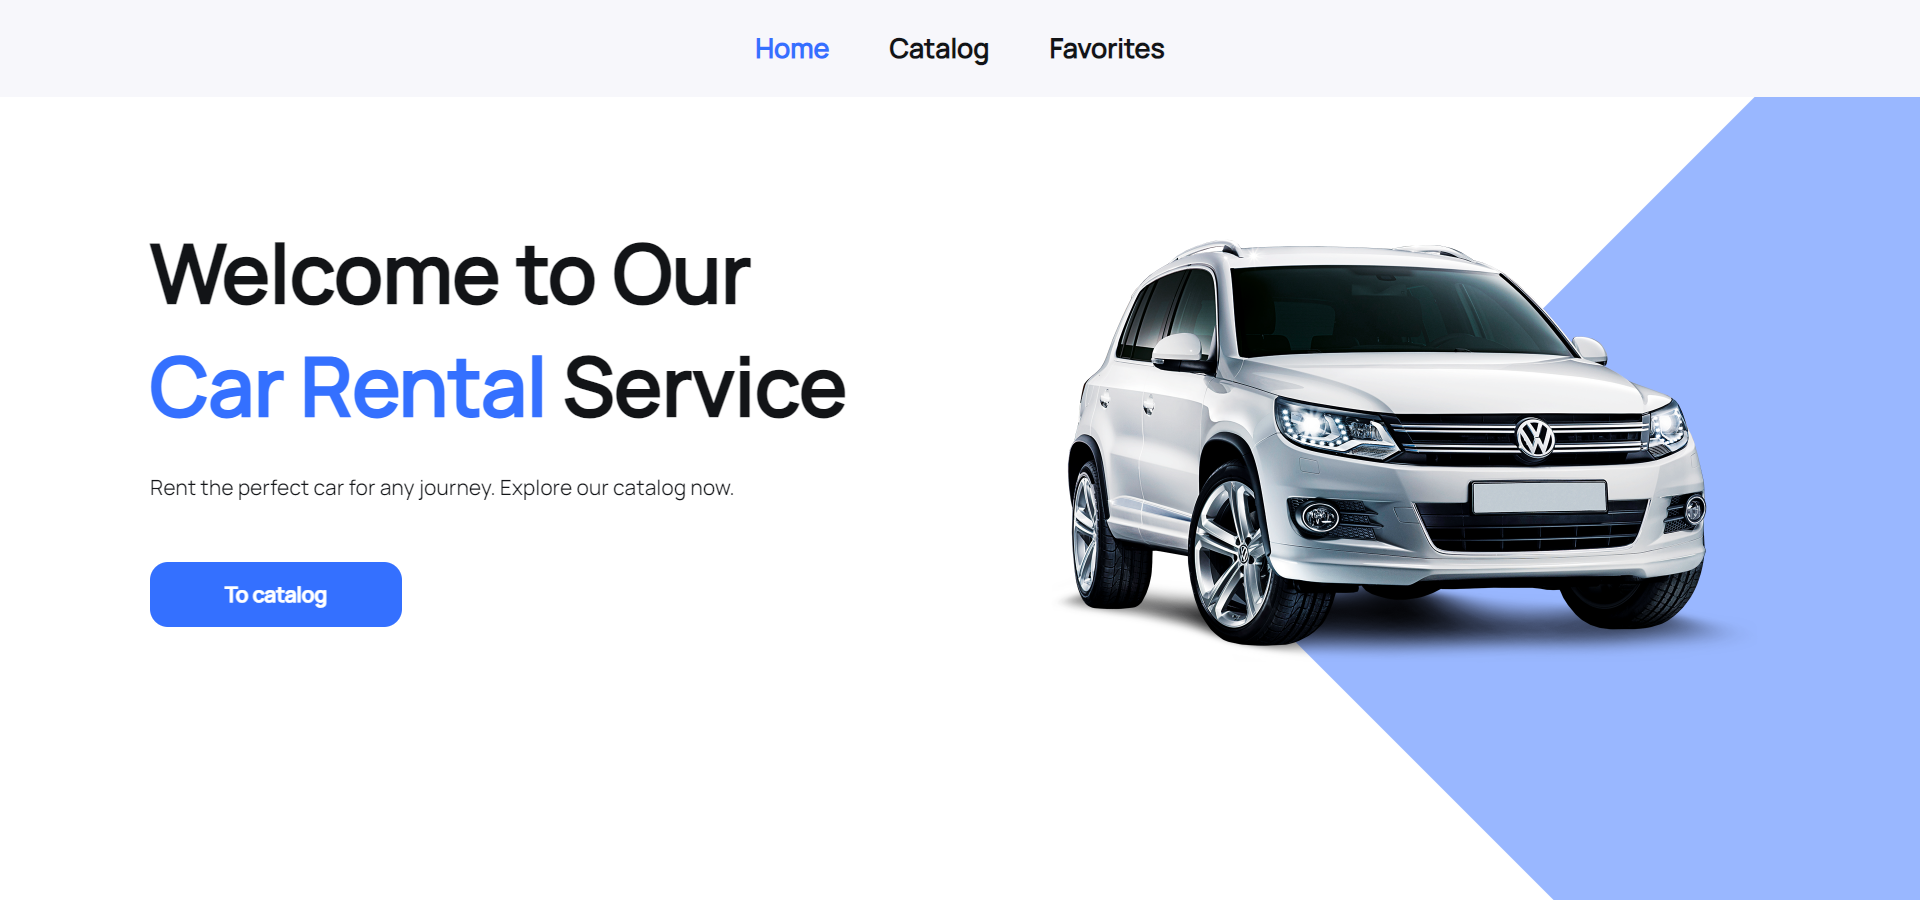 Home Catalog Favorites
Welcome to Our
Car Rental Service
Rent the perfect car for any journey. Explore our catalog now.
To catalog